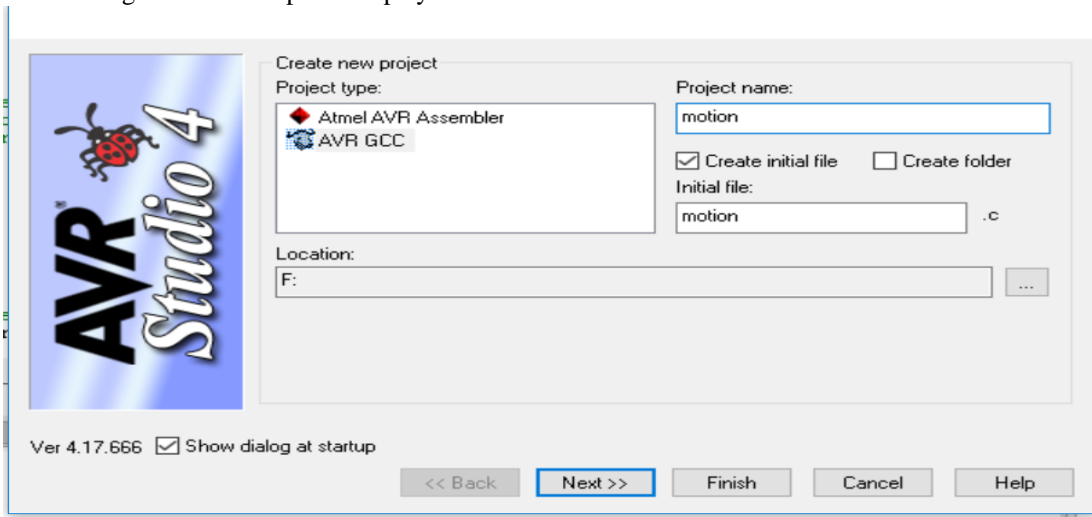 Create new project
Project type:
Atmel AVR Assembler
AVR GCC
Project name:
motion
Create initial file
Create folder
Initial file:
motion
.c
Location:
F:
...
AVR
Studio 4
Ver 4.17.666
Show dialog at startup
<< Back
Next >>
Finish
Cancel
Help